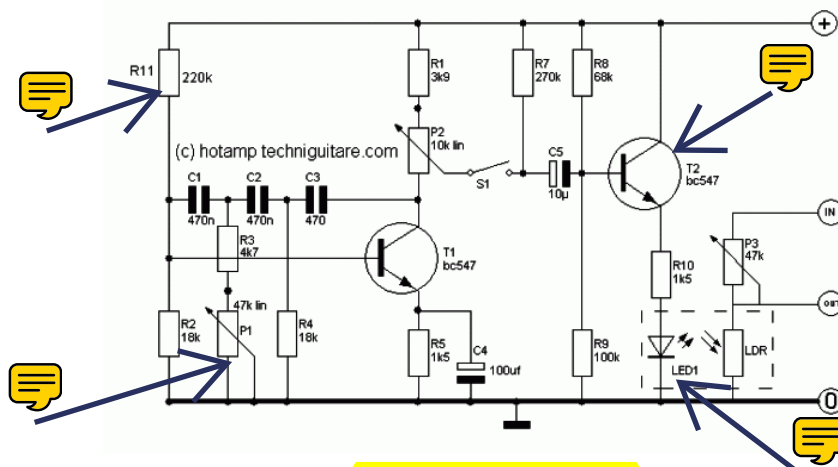 +
R11
220k
R1
3k9
R7
270k
R8
68k
P2
10k lin
(c) hotamp techniguitare.com
S1
C5
10µ
T2
bc547
C1
470n
C2
470n
C3
470
R3
4k7
T1
bc547
IN
P3
47k
R10
1k5
OUT
47k lin
P1
R2
18k
R4
18k
R5
1k5
C4
100uf
R9
100k
LED1
LDR
0